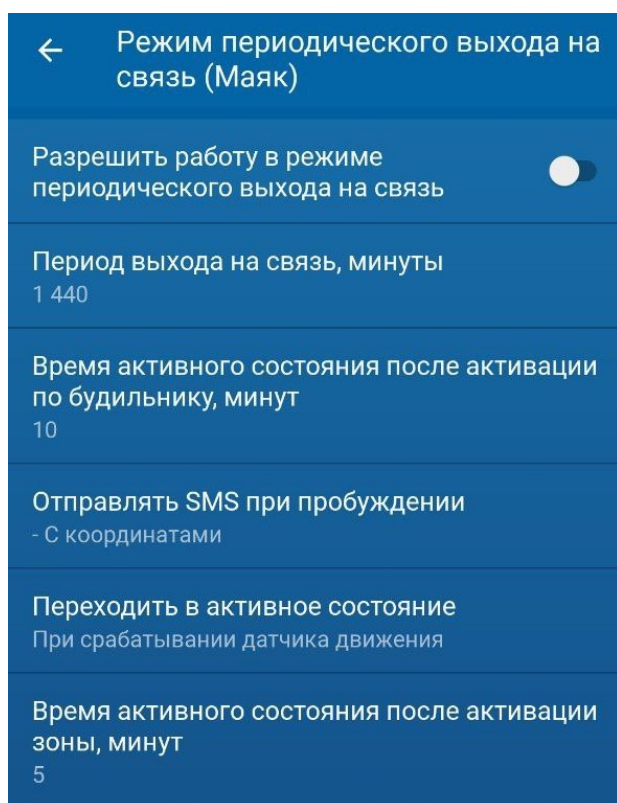 Режим периодического выхода на
связь (Маяк)
Разрешить работу в режиме
периодического выхода на связь
Период выхода на связь, минуты
1 440
Время активного состояния после активации
по будильнику, минут
10
Отправлять SMS при пробуждении
- С координатами
Переходить в активное состояние
При срабатывании датчика движения
Время активного состояния после активации
зоны, минут
5